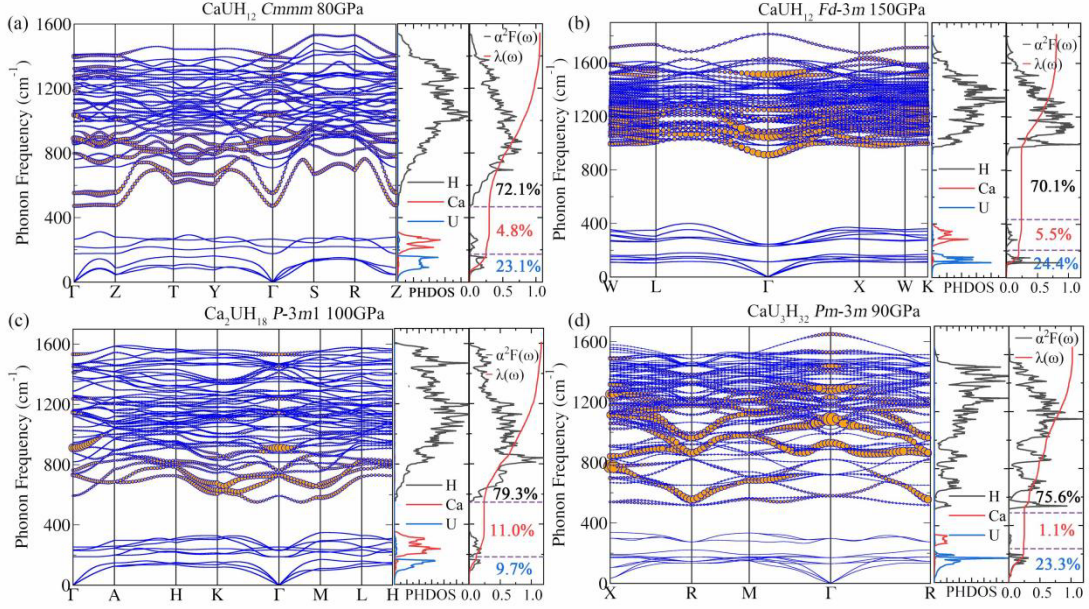 (a) CaUH12 Cmmm 80GPa
1600
1200
800
400
0
Phonon Frequency (cm-1)
Γ Z T Y Γ S R Z
H
Ca
U
PHDOS
α2F(ω)
λ(ω)
72.1%
4.8%
23.1%
0.0 0.5 1.0
(b) CaUH12 Fd-3m 150GPa
1600
1200
800
400
0
Phonon Frequency (cm-1)
W L Γ X W K
H
Ca
U
PHDOS
α2F(ω)
λ(ω)
70.1%
5.5%
24.4%
0.0 0.5 1.0
(c) Ca2UH18 P-3m1 100GPa
1600
1200
800
400
0
Phonon Frequency (cm-1)
Γ A H K Γ M L H
H
Ca
U
PHDOS
α2F(ω)
λ(ω)
79.3%
11.0%
9.7%
0.0 0.5 1.0
(d) CaU3H32 Pm-3m 90GPa
1600
1200
800
400
0
Phonon Frequency (cm-1)
X R M Γ R
H
Ca
U
PHDOS
α2F(ω)
λ(ω)
75.6%
1.1%
23.3%
0.0 0.5 1.0